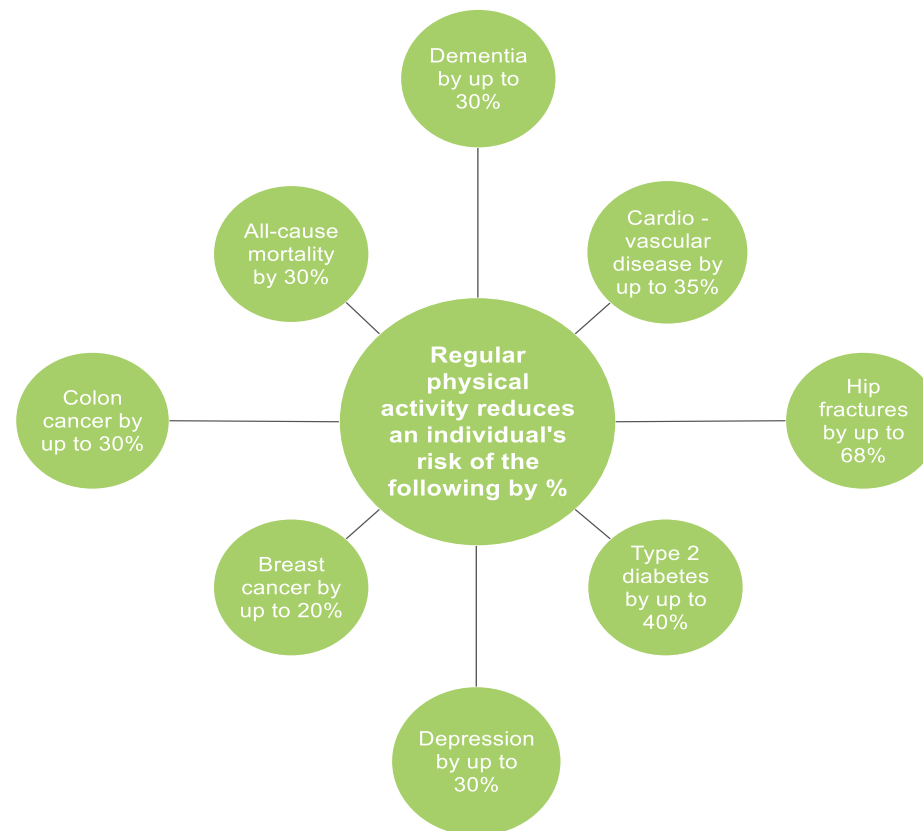 Dementia
by up to
30%
All-cause
mortality
by 30%
Cardio -
vascular
disease by
up to 35%
Regular
physical
activity reduces
an individual's
risk of the
following by %
Colon
cancer by
up to 30%
Hip
fractures
by up to
68%
Breast
cancer by
up to 20%
Type 2
diabetes
by up to
40%
Depression
by up to
30%